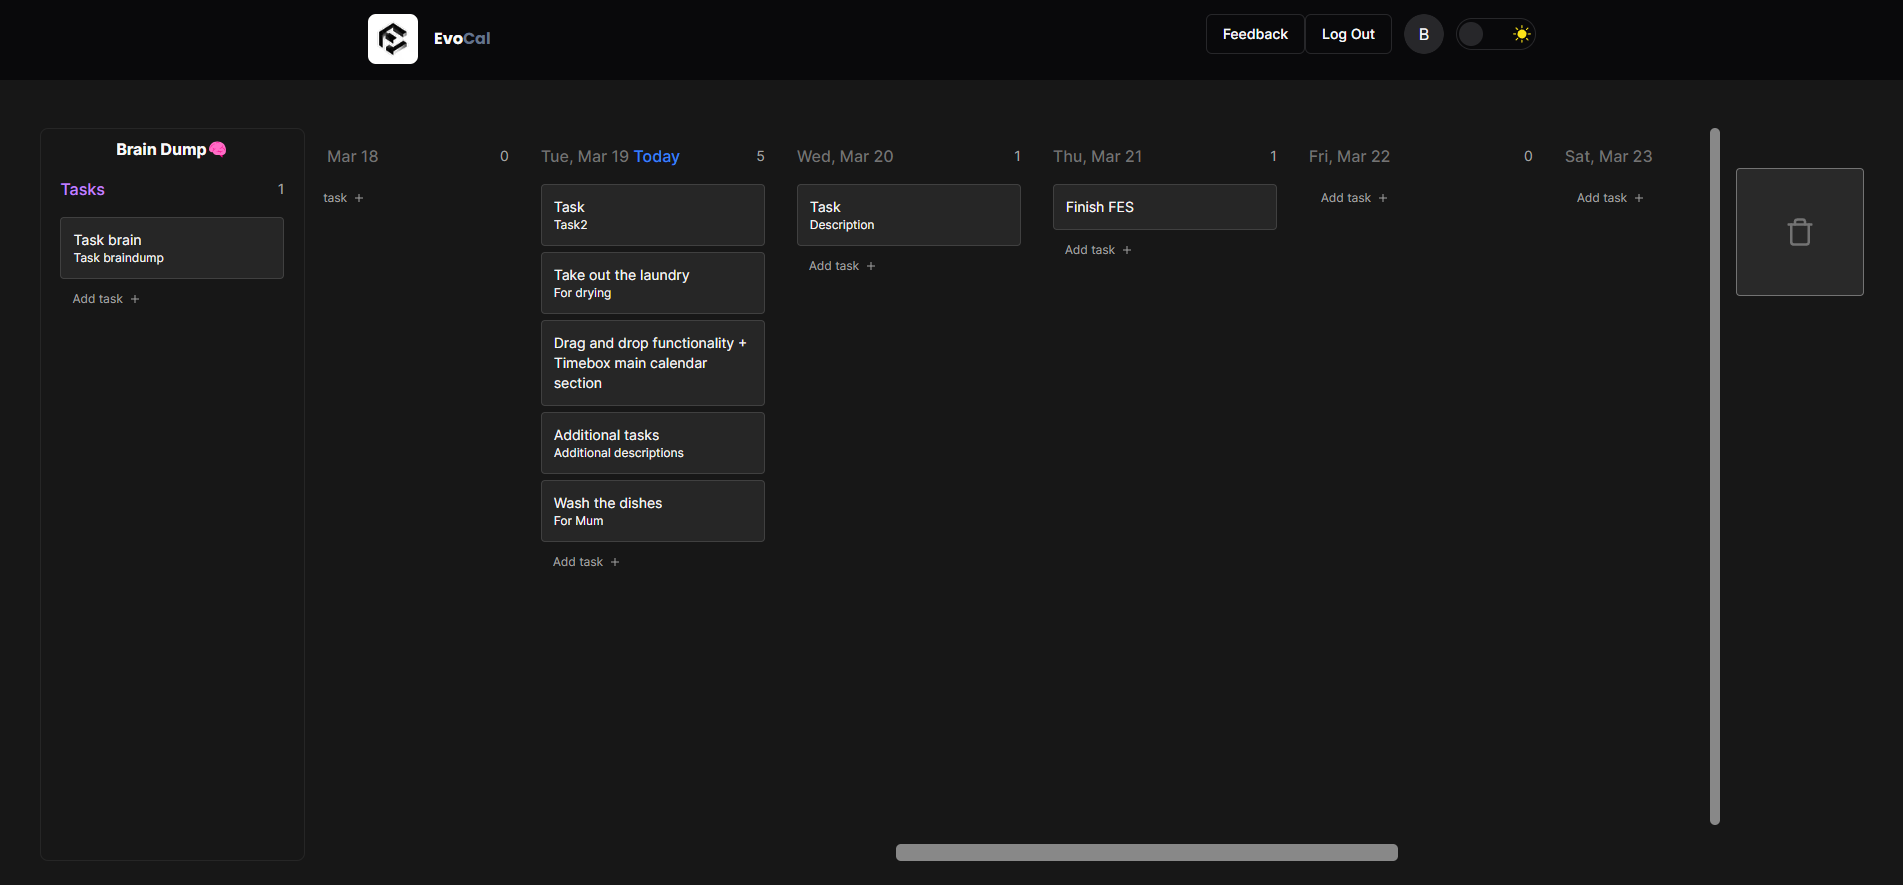 EvoCal
Feedback
Log Out
B
Brain Dump🧠
Tasks 1
Task brain
Task braindump
Add task +
Mar 18 0
task +
Tue, Mar 19 Today 5
Task
Task2
Take out the laundry
For drying
Drag and drop functionality +
Timebox main calendar
section
Additional tasks
Additional descriptions
Wash the dishes
For Mum
Add task +
Wed, Mar 20 1
Task
Description
Add task +
Thu, Mar 21 1
Finish FES
Add task +
Fri, Mar 22 0
Add task +
Sat, Mar 23
Add task +